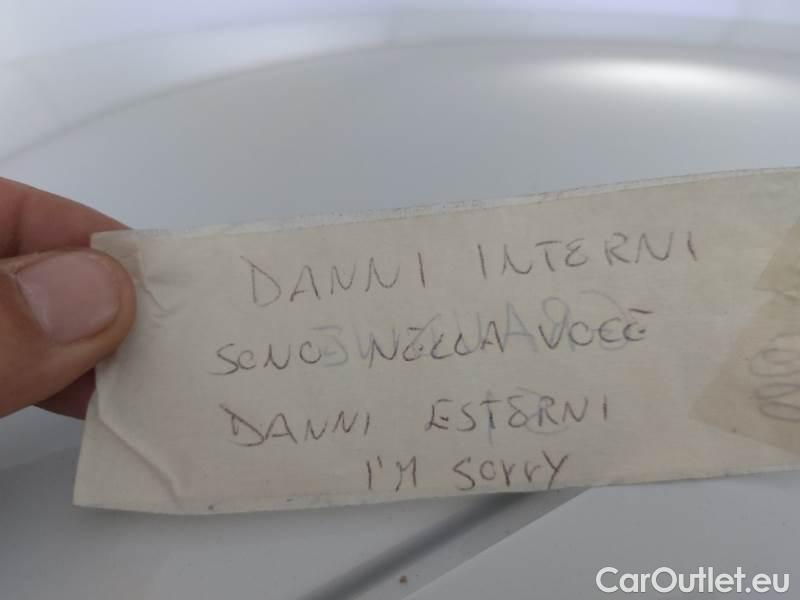 DANNI INTERNI
SONO NELLA VOCE
DANNI ESTERNI
I'M SORRY
CarOutlet.eu